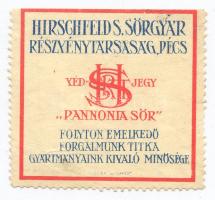 HIRSCHFELD S. SÖRGYÁR
RÉSZVÉNYTÁRSASÁG, PÉCS
VÉD- JEGY
„PANNONIA SÖR"
FOLYTON EMELKEDŐ
FORGALMUNK TITKA
GYÁRTMÁNYAINK KIVÁLÓ MINŐSÉGE